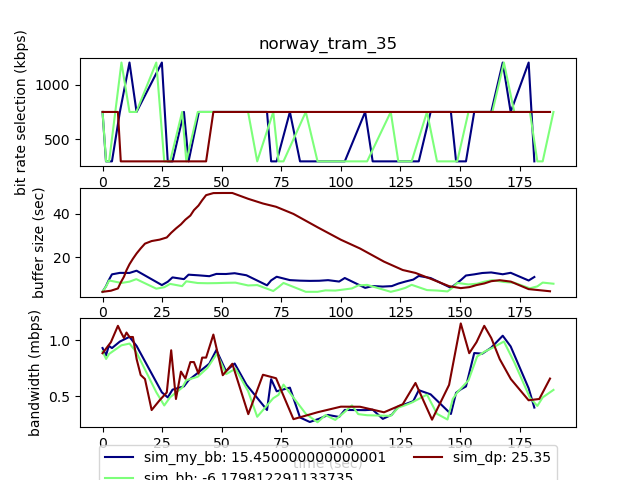 norway_tram_35
bit rate selection (kbps)
1000
500
0 25 50 75 100 125 150 175
buffer size (sec)
40
20
0 25 50 75 100 125 150 175
bandwidth (mbps)
1.0
0.5
0 25 50 75 100 125 150 175
time (sec)
sim_my_bb: 15.450000000000001 sim_dp: 25.35
sim_bb: -6.179812291133735